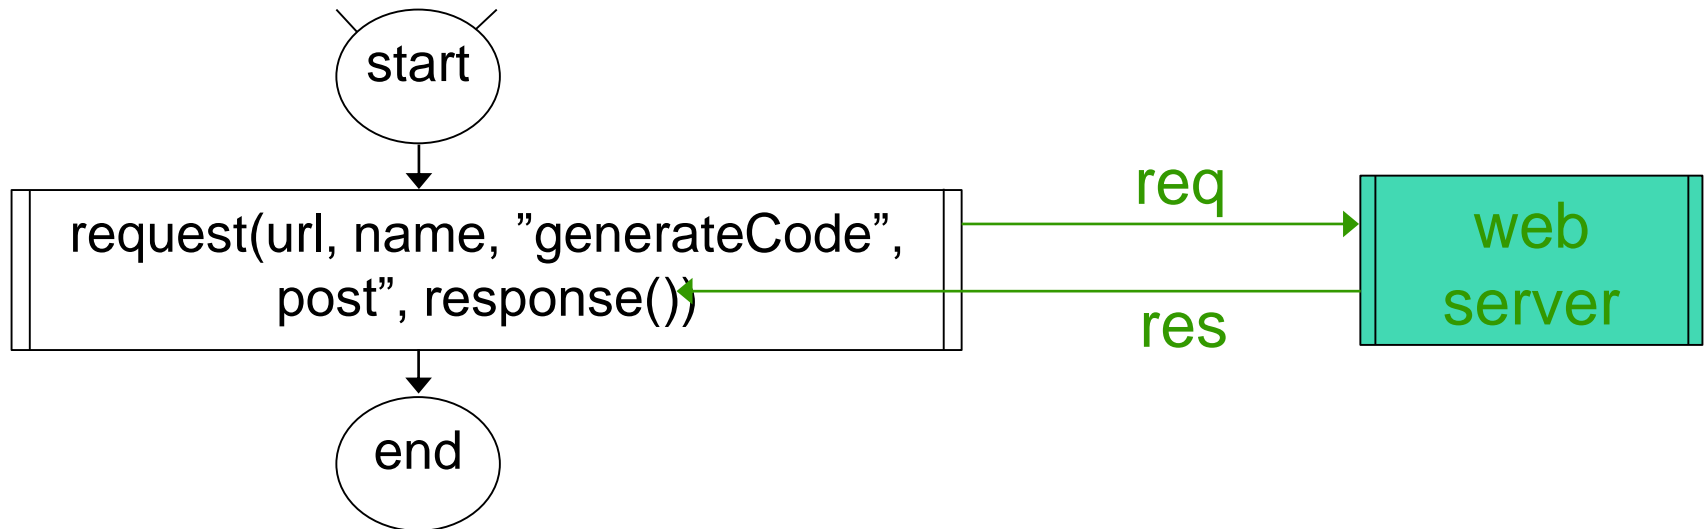 start
request(url, name, ”generateCode”,
post”, response())
req
res
web
server
end